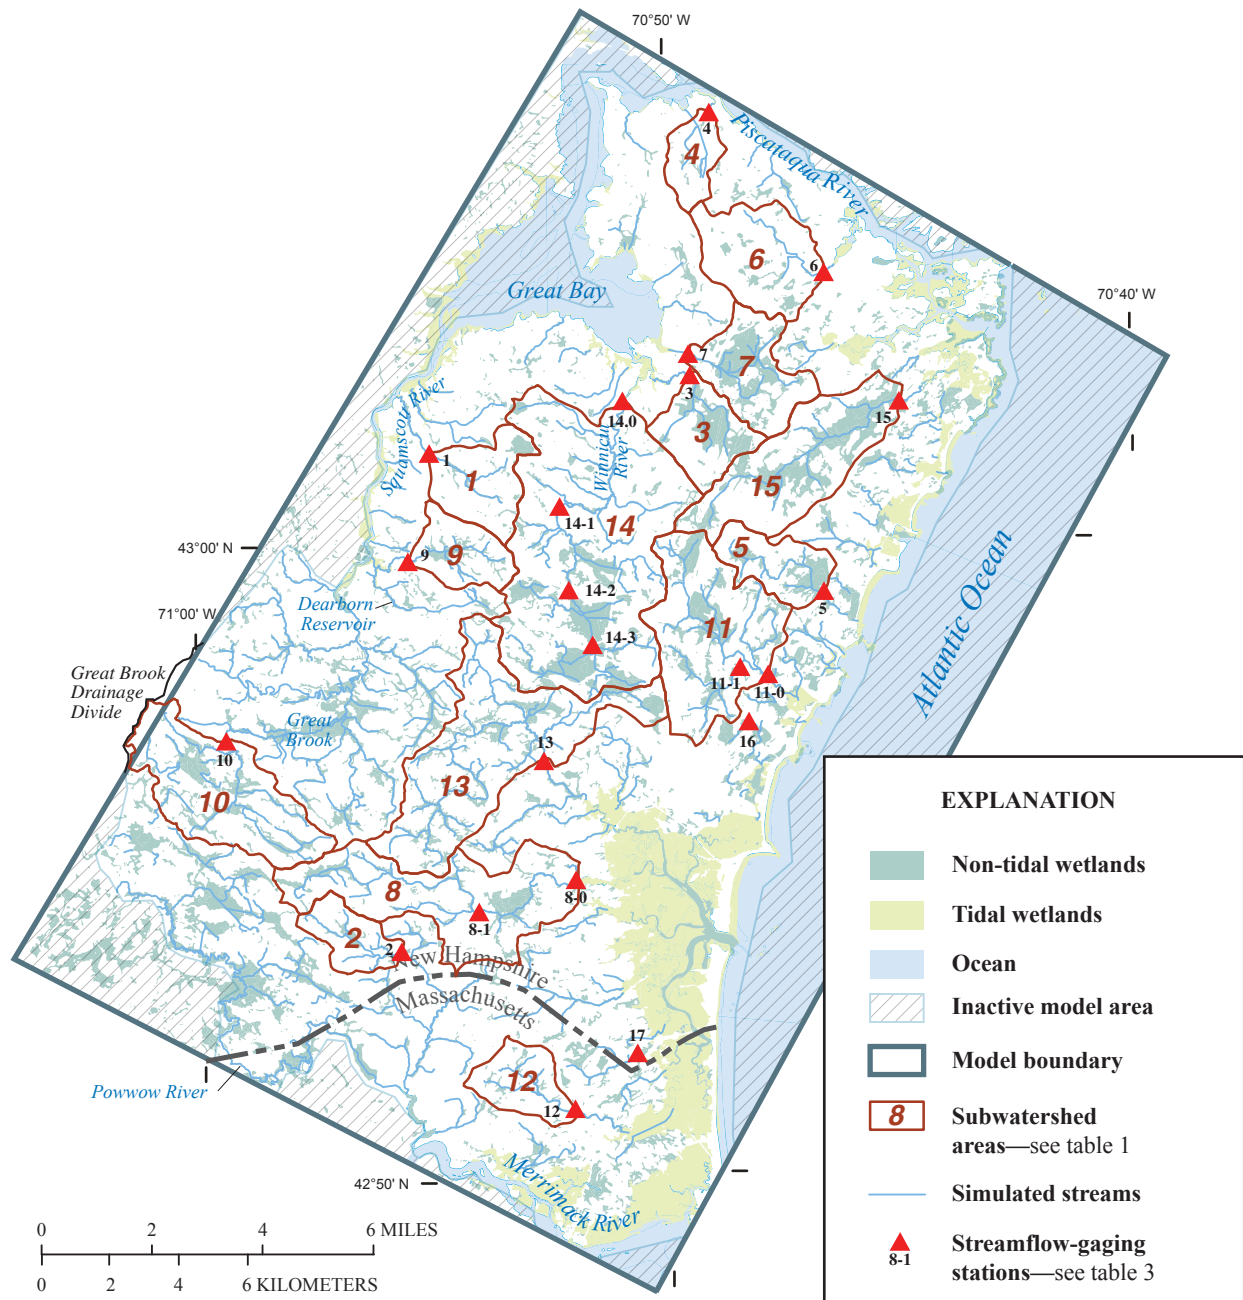 70°50' W
4
Piscataqua River
4
6
6
Great Bay
70°40' W
7
7
3
15
14.0
3
Squamscott River
Winnicut
River
1
1
15
14-1
14
43°00' N
9
9
5
5
14-2
Dearborn
Reservoir
71°00' W
11
14-3
Atlantic Ocean
Great Brook
Drainage
Divide
11-1
11-0
Great
Brook
16
10
13
10
13
8
8-0
8-1
2
2
New Hampshire
Massachusetts
17
Powwow River
12
12
Merrimack River
42°50' N
0 2 4 6 MILES
0 2 4 6 KILOMETERS
EXPLANATION
Non-tidal wetlands
Tidal wetlands
Ocean
Inactive model area
Model boundary
8 Subwatershed
areas—see table 1
Simulated streams
8-1 Streamflow-gaging
stations—see table 3